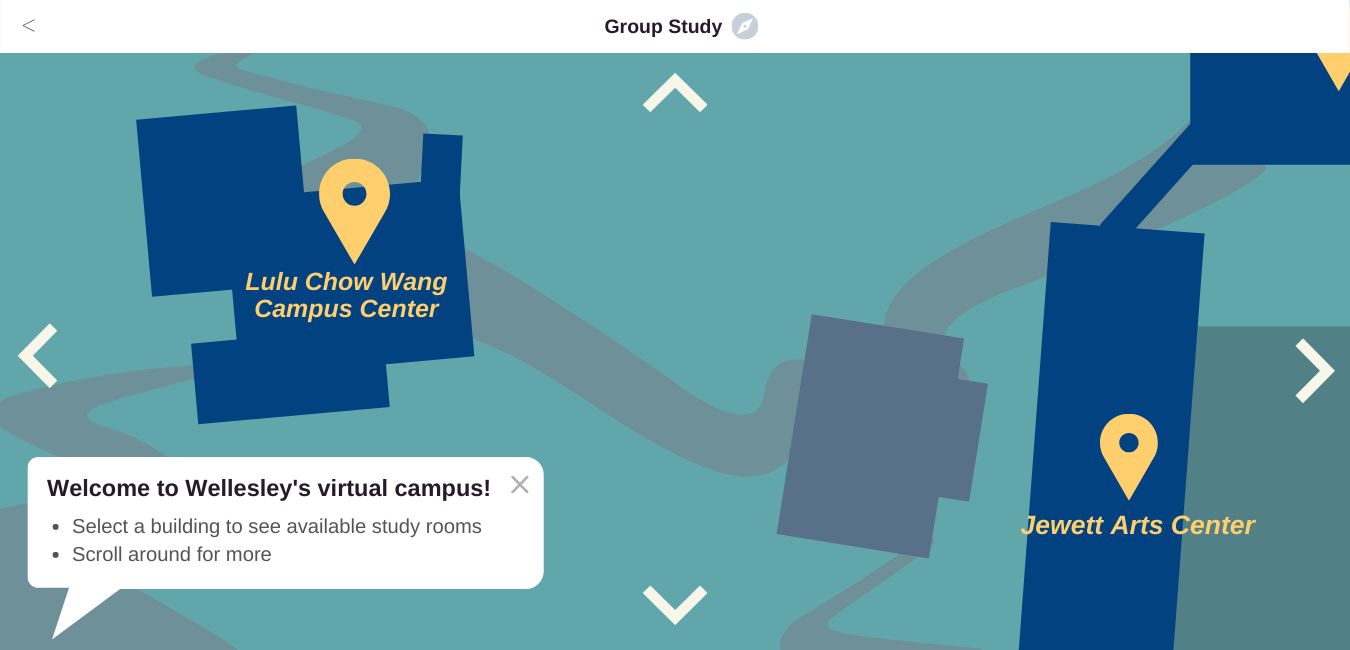 < Group Study
Lulu Chow Wang
Campus Center
Welcome to Wellesley's virtual campus!
• Select a building to see available study rooms
• Scroll around for more
Jewett Arts Center